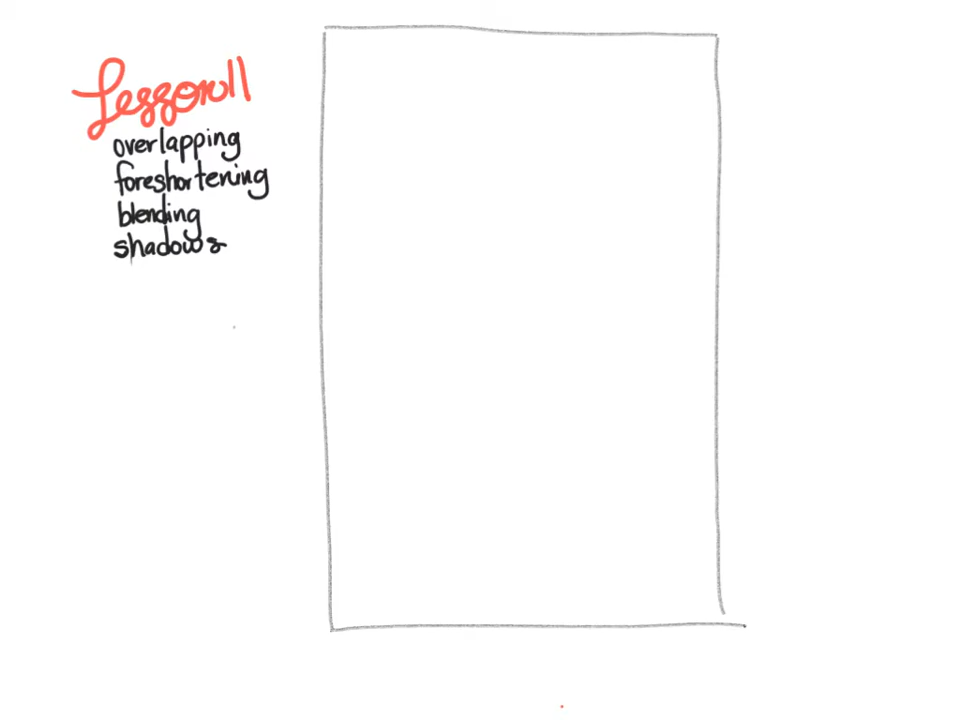 Lesson 11
overlapping
foreshortening
blending
shadows